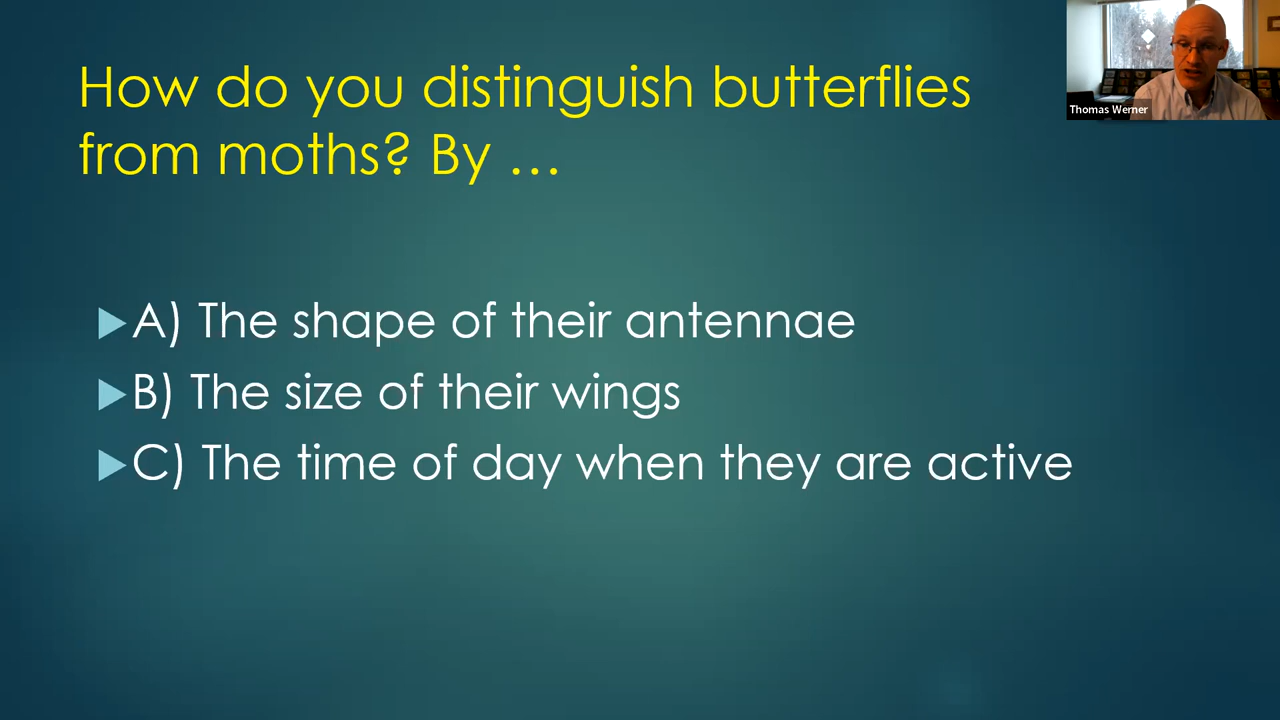 How do you distinguish butterflies
from moths? By …
A) The shape of their antennae
B) The size of their wings
C) The time of day when they are active
Thomas Werner